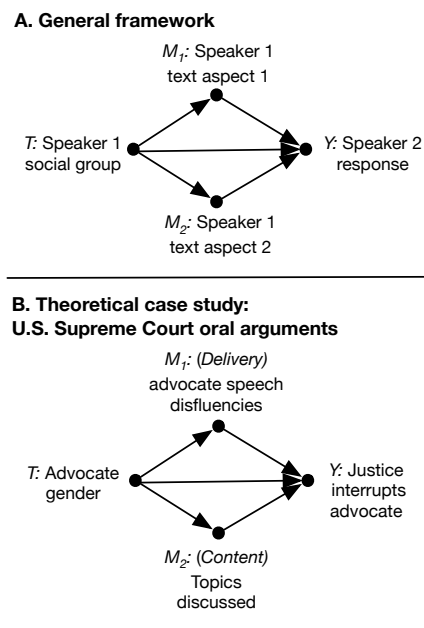 A. General framework
M1: Speaker 1
text aspect 1
T: Speaker 1
social group
Y: Speaker 2
response
M2: Speaker 1
text aspect 2
B. Theoretical case study:
U.S. Supreme Court oral arguments
M1: (Delivery)
advocate speech
disfluencies
T: Advocate
gender
Y: Justice
interrupts
advocate
M2: (Content)
Topics
discussed